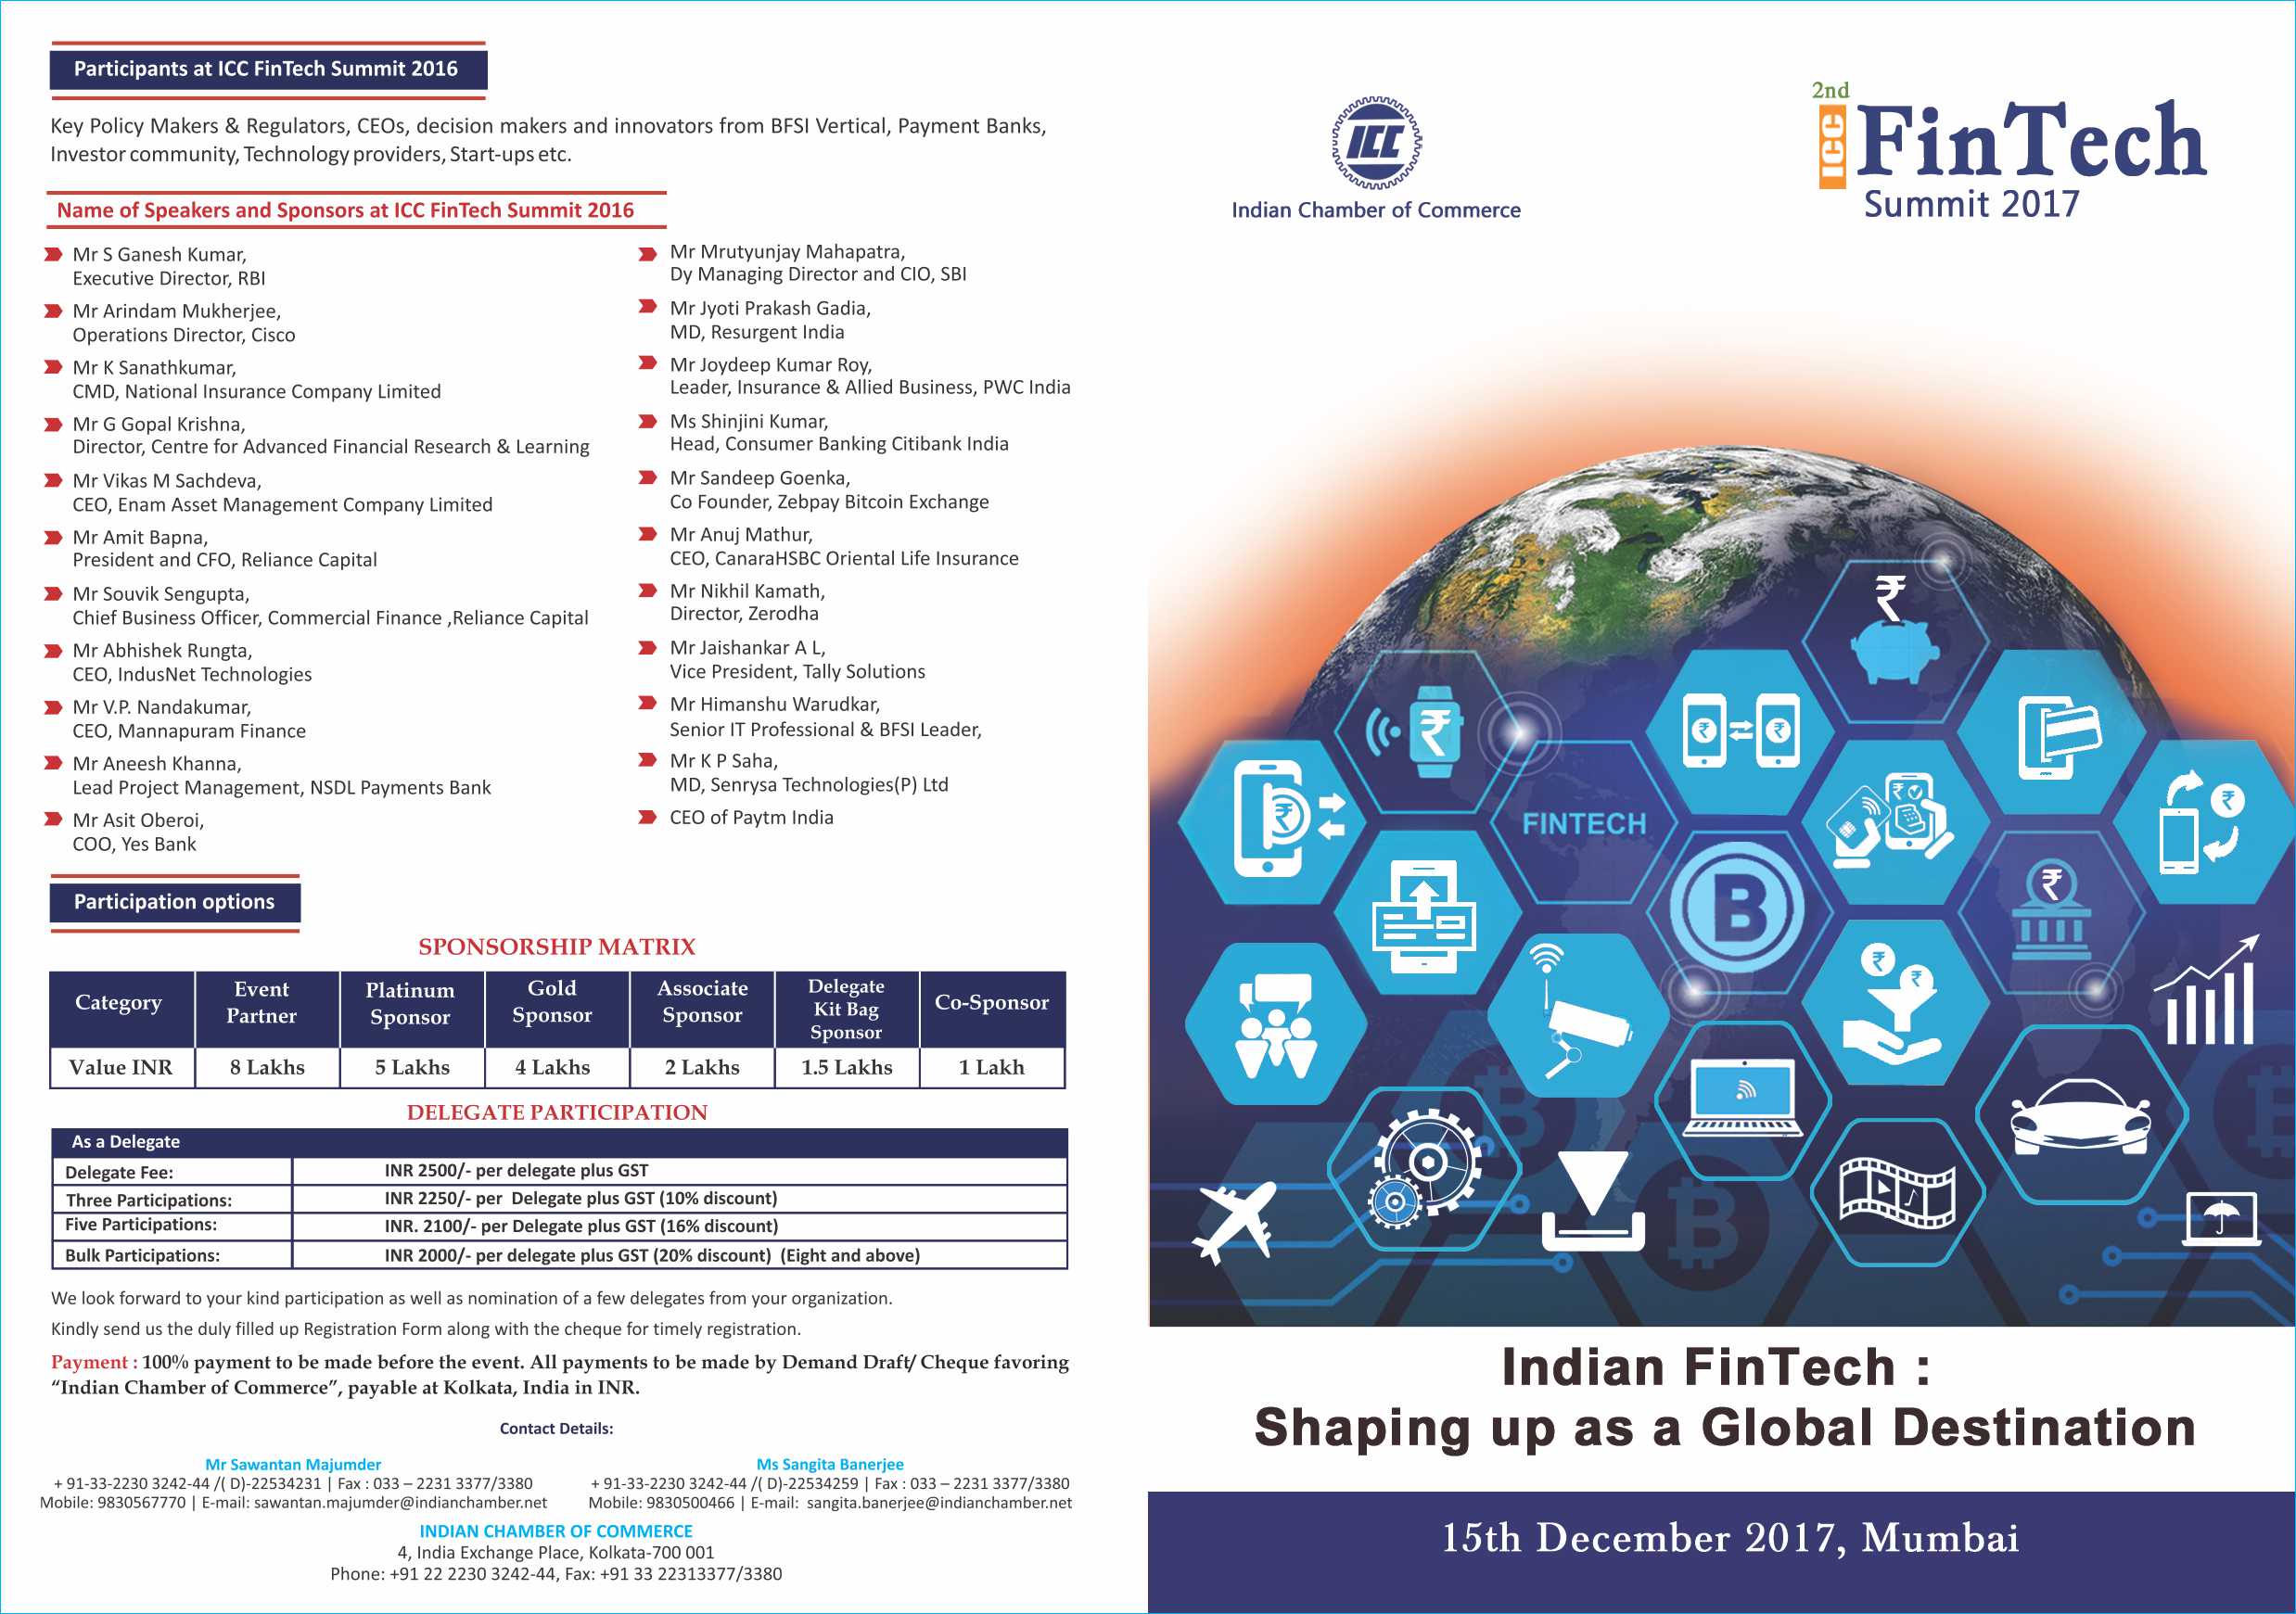 Participants at ICC FinTech Summit 2016
Key Policy Makers & Regulators, CEOs, decision makers and innovators from BFSI Vertical, Payment Banks,
Investor community, Technology providers, Start-ups etc.
Name of Speakers and Sponsors at ICC FinTech Summit 2016
Mr S Ganesh Kumar,
Executive Director, RBI
Mr Arindam Mukherjee,
Operations Director, Cisco
Mr K Sanathkumar,
CMD, National Insurance Company Limited
Mr G Gopal Krishna,
Director, Centre for Advanced Financial Research & Learning
Mr Vikas M Sachdeva,
CEO, Enam Asset Management Company Limited
Mr Amit Bapna,
President and CFO, Reliance Capital
Mr Souvik Sengupta,
Chief Business Officer, Commercial Finance ,Reliance Capital
Mr Abhishek Rungta,
CEO, IndusNet Technologies
Mr V.P. Nandakumar,
CEO, Mannapuram Finance
Mr Aneesh Khanna,
Lead Project Management, NSDL Payments Bank
Mr Asit Oberoi,
COO, Yes Bank
Mr Mrutyunjay Mahapatra,
Dy Managing Director and CIO, SBI
Mr Jyoti Prakash Gadia,
MD, Resurgent India
Mr Joydeep Kumar Roy,
Leader, Insurance & Allied Business, PWC India
Ms Shinjini Kumar,
Head, Consumer Banking Citibank India
Mr Sandeep Goenka,
Co Founder, Zebpay Bitcoin Exchange
Mr Anuj Mathur,
CEO, CanaraHSBC Oriental Life Insurance
Mr Nikhil Kamath,
Director, Zerodha
Mr Jaishankar A L,
Vice President, Tally Solutions
Mr Himanshu Warudkar,
Senior IT Professional & BFSI Leader,
Mr K P Saha,
MD, Senrysa Technologies(P) Ltd
CEO of Paytm India
Participation options
SPONSORSHIP MATRIX
Category Event Partner Platinum Sponsor Gold Sponsor Associate Sponsor Delegate Kit Bag Sponsor Co-Sponsor
Value INR 8 Lakhs 5 Lakhs 4 Lakhs 2 Lakhs 1.5 Lakhs 1 Lakh
DELEGATE PARTICIPATION
As a Delegate
Delegate Fee: INR 2500/- per delegate plus GST
Three Participations: INR 2250/- per Delegate plus GST (10% discount)
Five Participations: INR. 2100/- per Delegate plus GST (16% discount)
Bulk Participations: INR 2000/- per delegate plus GST (20% discount) (Eight and above)
We look forward to your kind participation as well as nomination of a few delegates from your organization.
Kindly send us the duly filled up Registration Form along with the cheque for timely registration.
Payment : 100% payment to be made before the event. All payments to be made by Demand Draft/ Cheque favoring
“Indian Chamber of Commerce”, payable at Kolkata, India in INR.
Contact Details:
Mr Sawantan Majumder
+ 91-33-2230 3242-44 /( D)-22534231 | Fax : 033 – 2231 3377/3380
Mobile: 9830567770 | E-mail: sawantan.majumder@indianchamber.net
Ms Sangita Banerjee
+ 91-33-2230 3242-44 /( D)-22534259 | Fax : 033 – 2231 3377/3380
Mobile: 9830500466 | E-mail: sangita.banerjee@indianchamber.net
INDIAN CHAMBER OF COMMERCE
4, India Exchange Place, Kolkata-700 001
Phone: +91 22 2230 3242-44, Fax: +91 33 22313377/3380
ICC
Indian Chamber of Commerce
2nd
ICC FinTech
Summit 2017
FINTECH
Indian FinTech :
Shaping up as a Global Destination
15th December 2017, Mumbai